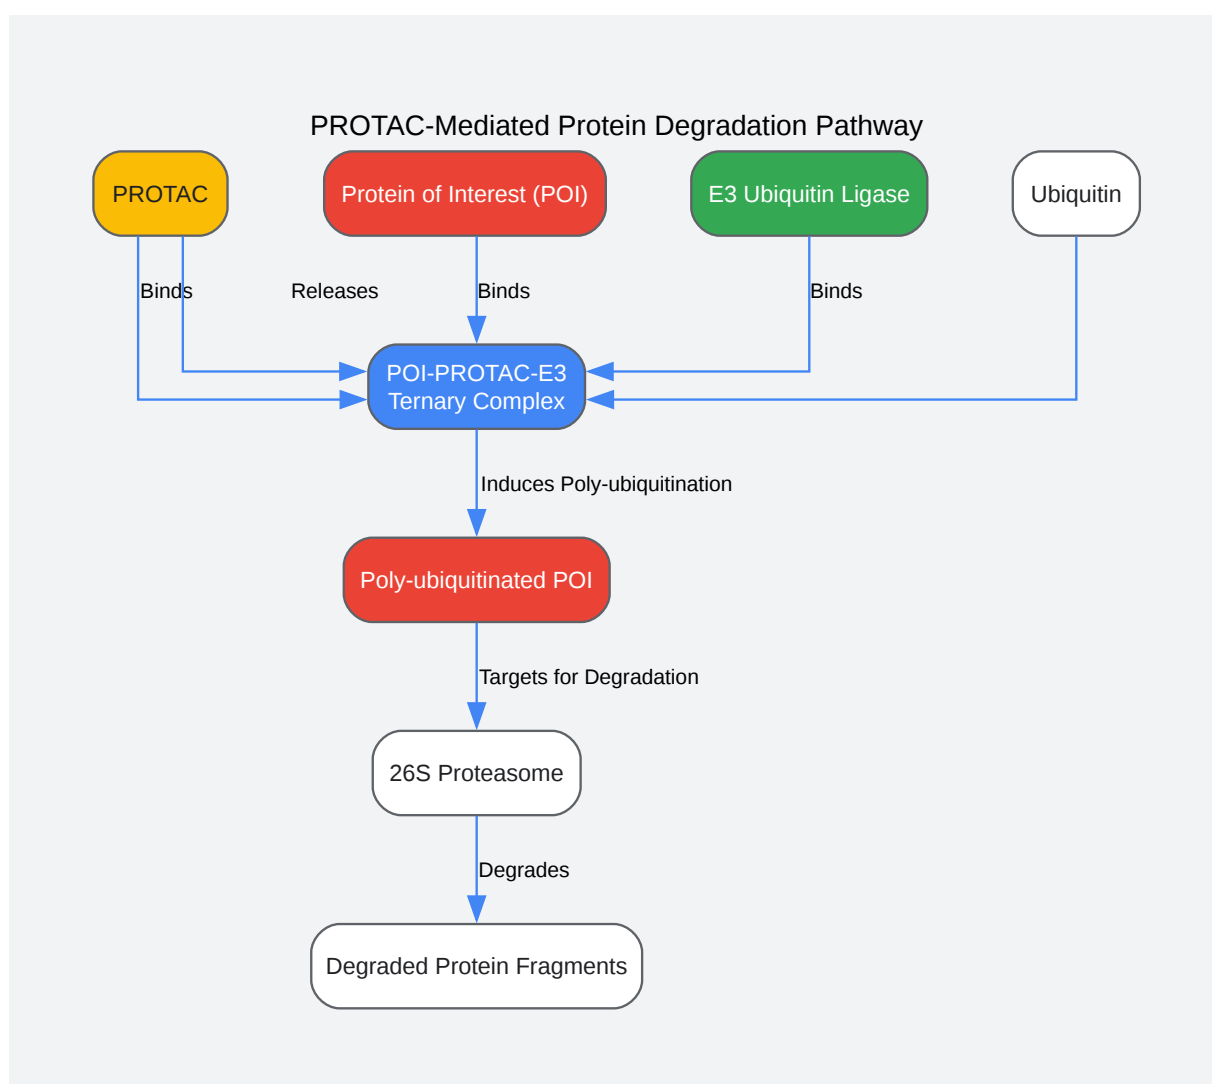 PROTAC-Mediated Protein Degradation Pathway
PROTAC
Protein of Interest (POI)
E3 Ubiquitin Ligase
Ubiquitin
Binds
Releases
Binds
Binds
POI-PROTAC-E3
Ternary Complex
Induces Poly-ubiquitination
Poly-ubiquitinated POI
Targets for Degradation
26S Proteasome
Degrades
Degraded Protein Fragments